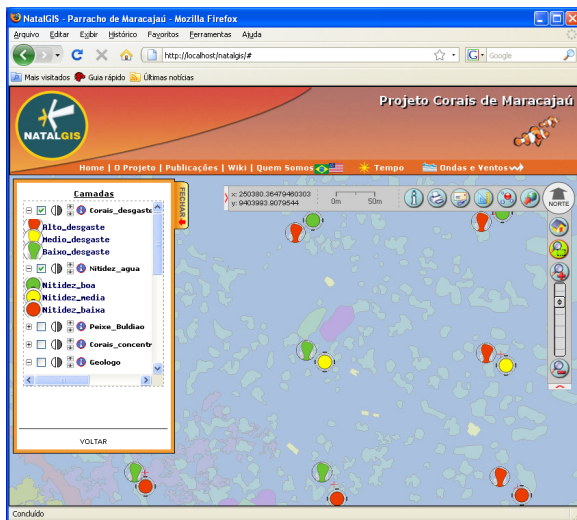 NatalGIS - Parracho de Maracajaú - Mozilla Firefox
Arquivo Editar Exibir Histórico Favoritos Ferramentas Ajuda
http://localhost/natalgis/#
Google
Mais visitados Guia rápido Últimas notícias
Projeto Corais de Maracajaú
NATALGIS
Home | O Projeto | Publicações | Wiki | Quem Somos Tempo Ondas e Ventos
Camadas
FECHAR
x: 250380.36479460303
y: 9403993.9079544
0m 50m
NORTE
Corais_desgaste
Alto_desgaste
Medio_desgaste
Baixo_desgaste
Nitidez_agua
Nitidez_boa
Nitidez_media
Nitidez_baixa
Peixe_Buldiao
Corais_concentr
Geologo
VOLTAR
Concluído